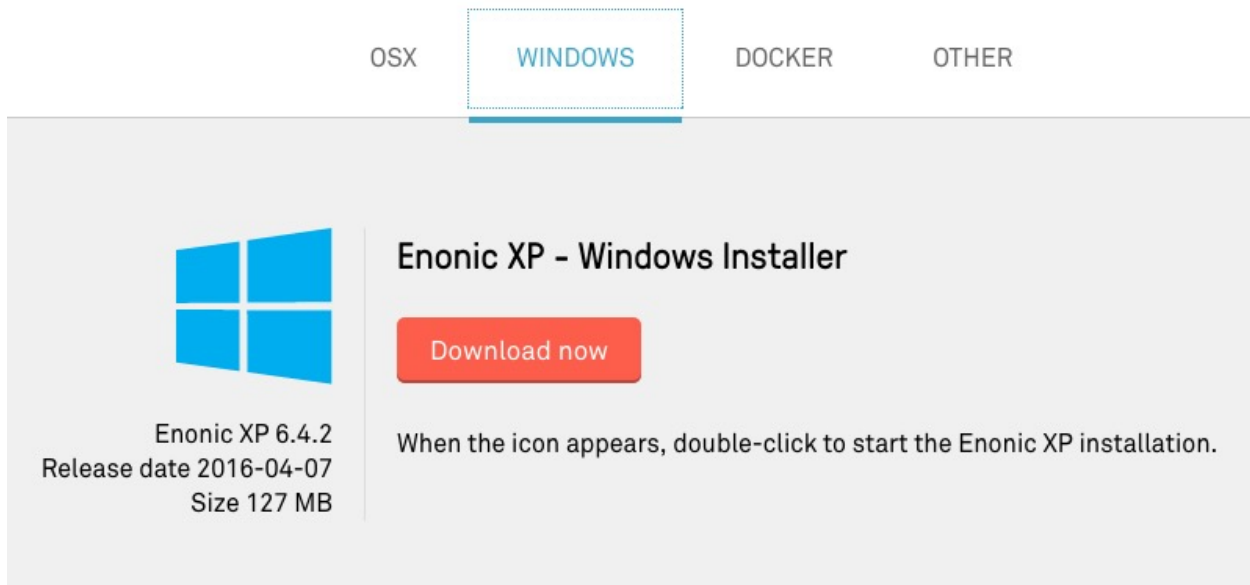 OSX WINDOWS DOCKER OTHER
Enonic XP - Windows Installer
Download now
Enonic XP 6.4.2
Release date 2016-04-07
Size 127 MB
When the icon appears, double-click to start the Enonic XP installation.